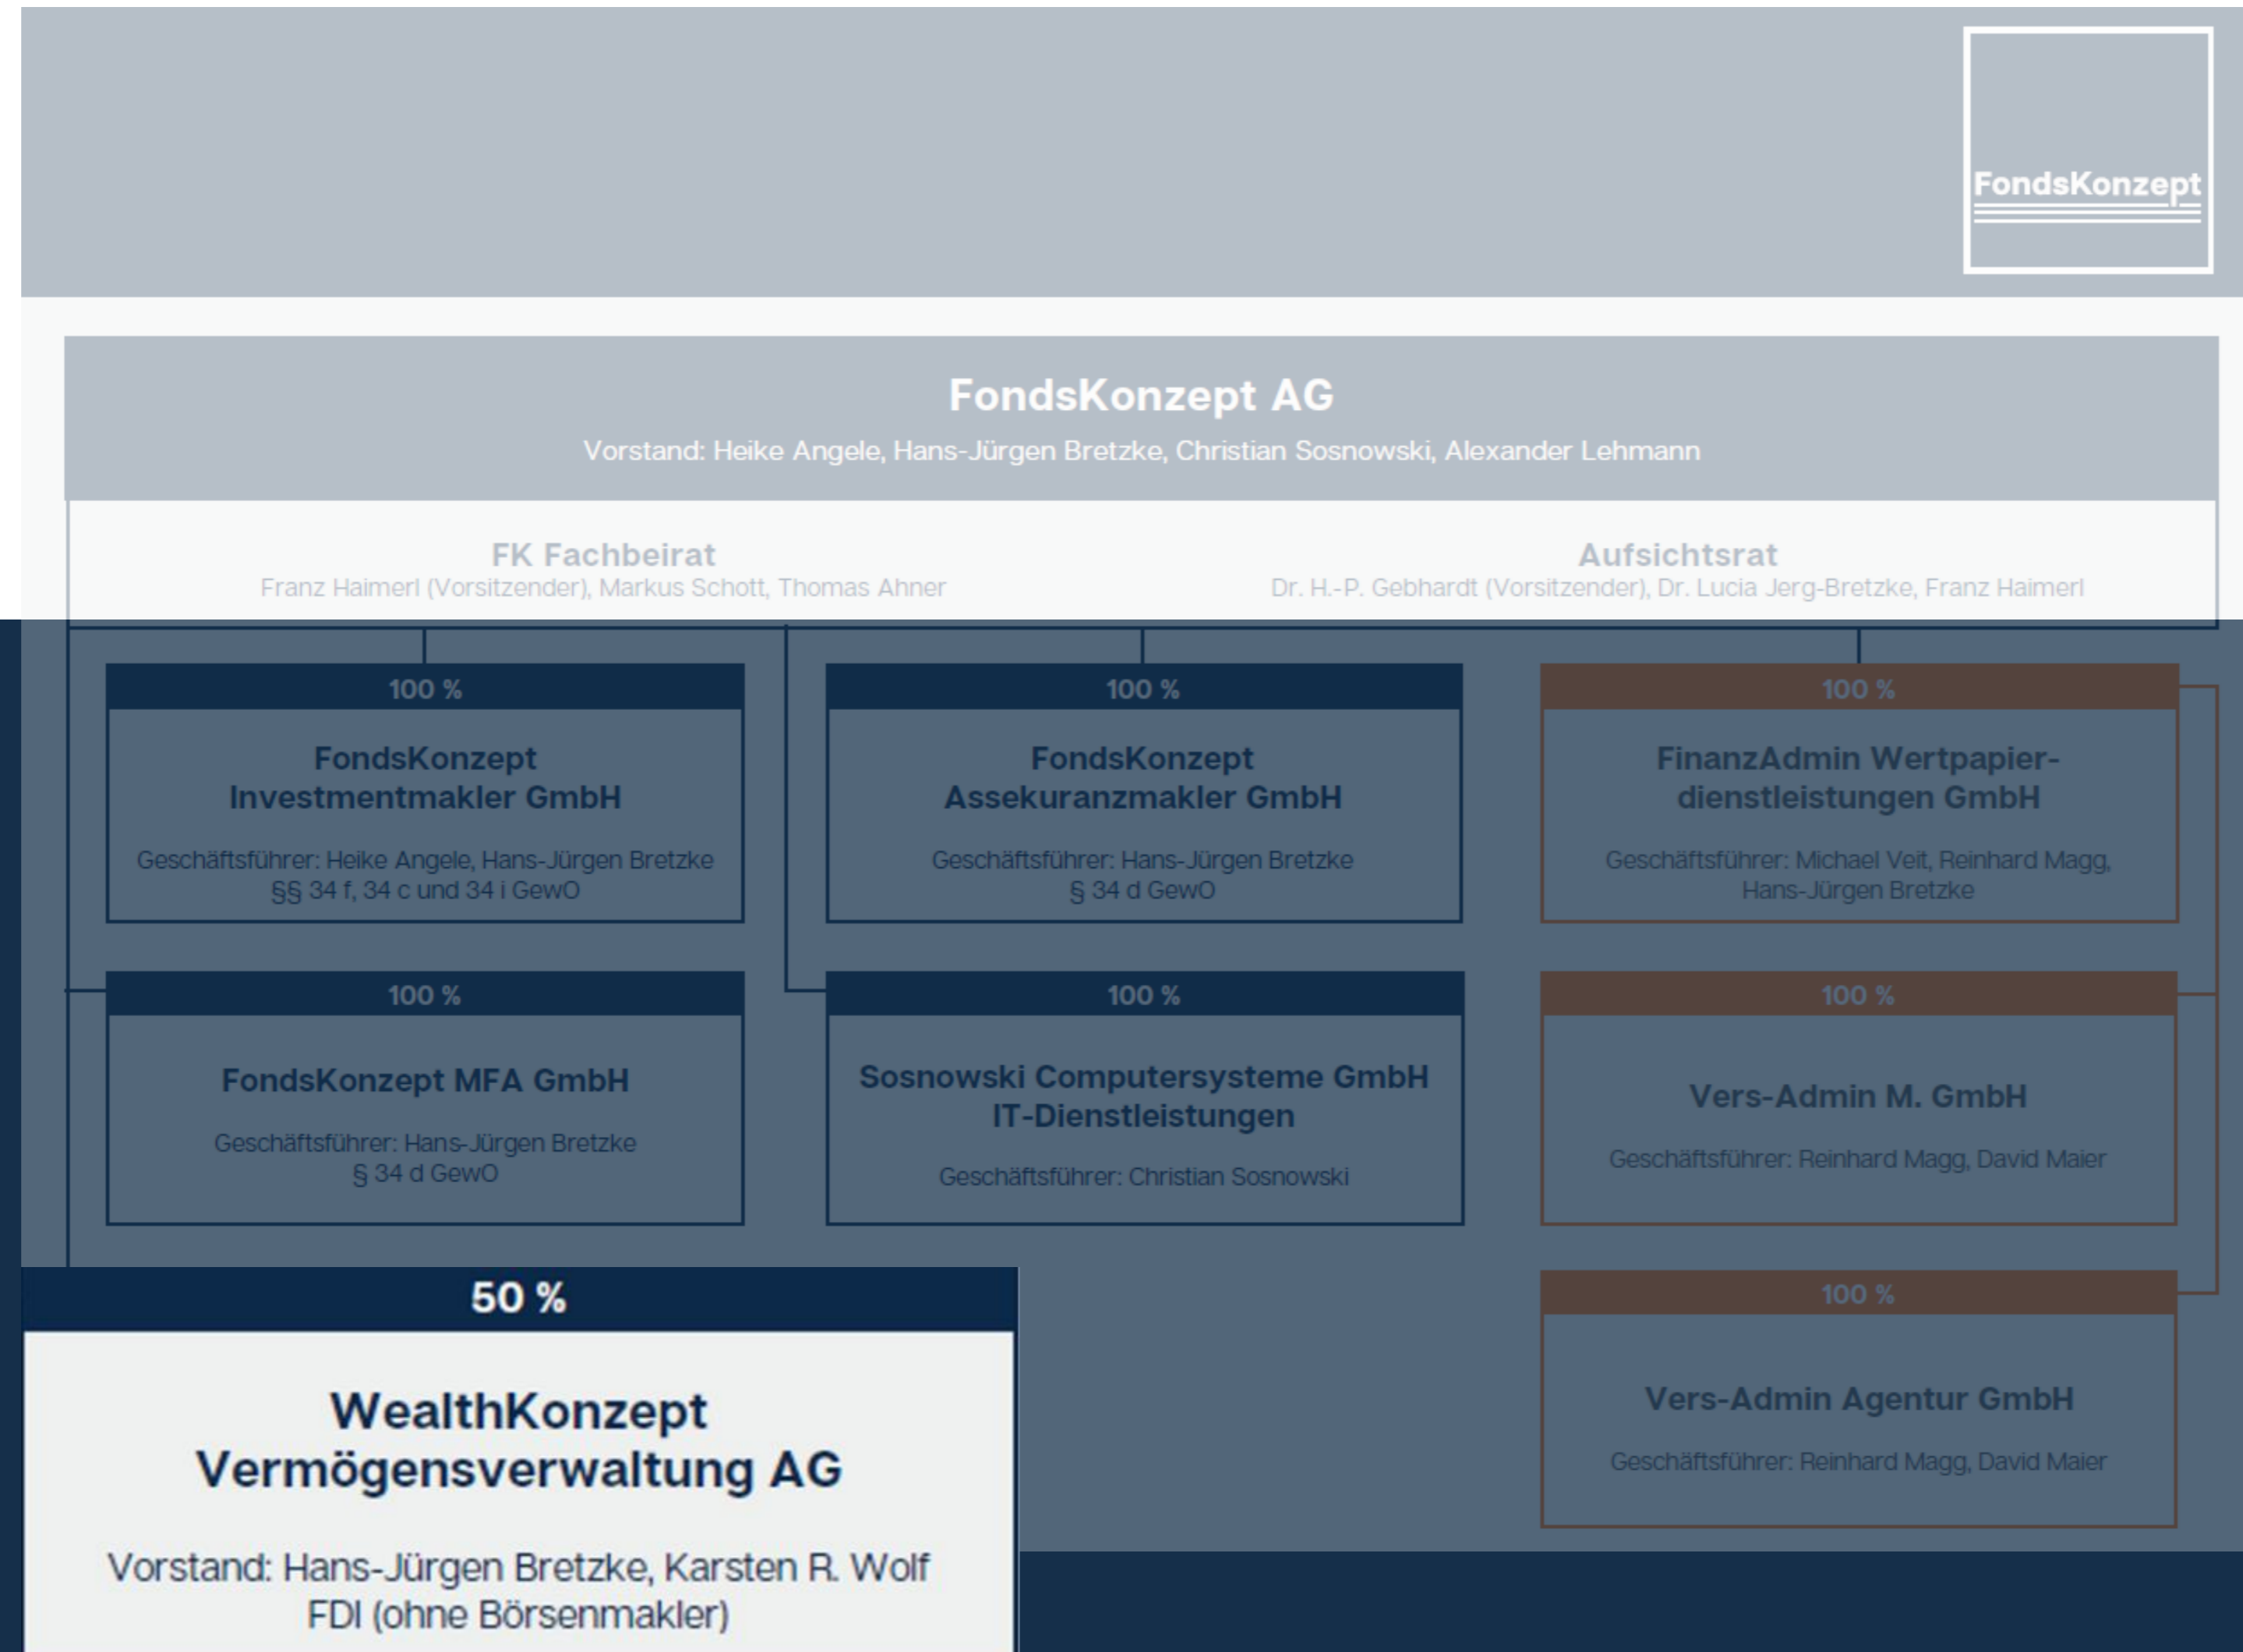 FondsKonzept
FondsKonzept AG
Vorstand: Heike Angele, Hans-Jürgen Bretzke, Christian Sosnowski, Alexander Lehmann
FK Fachbeirat
Franz Haimerl (Vorsitzender), Markus Schott, Thomas Ahner
Aufsichtsrat
Dr. H.-P. Gebhardt (Vorsitzender), Dr. Lucia Jerg-Bretzke, Franz Haimerl
100 %
FondsKonzept
Investmentmakler GmbH
Geschäftsführer: Heike Angele, Hans-Jürgen Bretzke
§§ 34 f, 34 c und 34 i GewO
100 %
FondsKonzept
Assekuranzmakler GmbH
Geschäftsführer: Hans-Jürgen Bretzke
§ 34 d GewO
100 %
FinanzAdmin Wertpapier-
dienstleistungen GmbH
Geschäftsführer: Michael Veit, Reinhard Magg,
Hans-Jürgen Bretzke
100 %
FondsKonzept MFA GmbH
Geschäftsführer: Hans-Jürgen Bretzke
§ 34 d GewO
100 %
Sosnowski Computersysteme GmbH
IT-Dienstleistungen
Geschäftsführer: Christian Sosnowski
100 %
Vers-Admin M. GmbH
Geschäftsführer: Reinhard Magg, David Maier
50 %
WealthKonzept
Vermögensverwaltung AG
Vorstand: Hans-Jürgen Bretzke, Karsten R. Wolf
FDI (ohne Börsenmakler)
100 %
Vers-Admin Agentur GmbH
Geschäftsführer: Reinhard Magg, David Maier